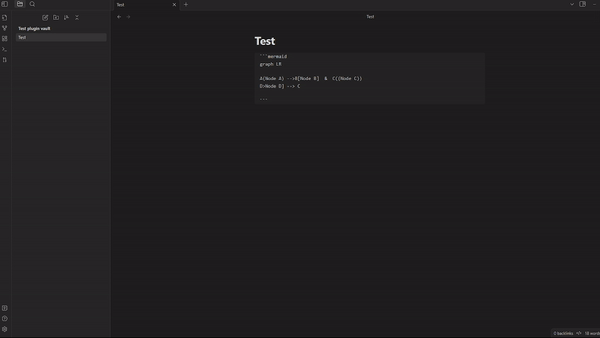 Test
Test
Test plugin vault
Test
Test
```mermaid
graph LR
A(Node A) -->B[Node B] & C((Node C))
D>Node D] --> C
```
0 backlinks
18 words